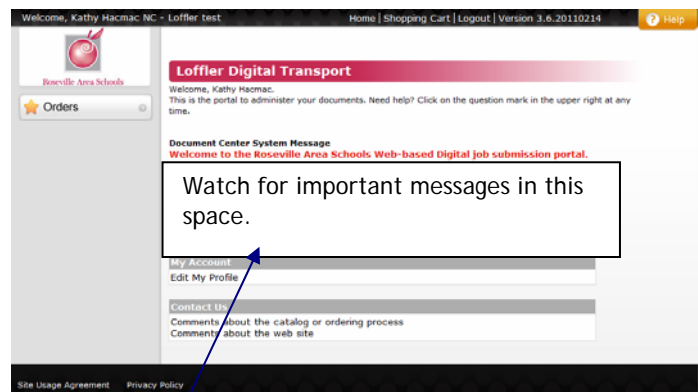 Welcome, Kathy Hacmac NC - Loffler test
Home | Shopping Cart | Logout | Version 3.6.20110214
? Help
Roseville Area Schools
Orders
Loffler Digital Transport
Welcome, Kathy Hacmac.
This is the portal to administer your documents. Need help? Click on the question mark in the upper right at any
time.
Document Center System Message
Welcome to the Roseville Area Schools Web-based Digital job submission portal.
Watch for important messages in this
space.
My Account
Edit My Profile
Contact Us
Comments about the catalog or ordering process
Comments about the web site
Site Usage Agreement Privacy Policy